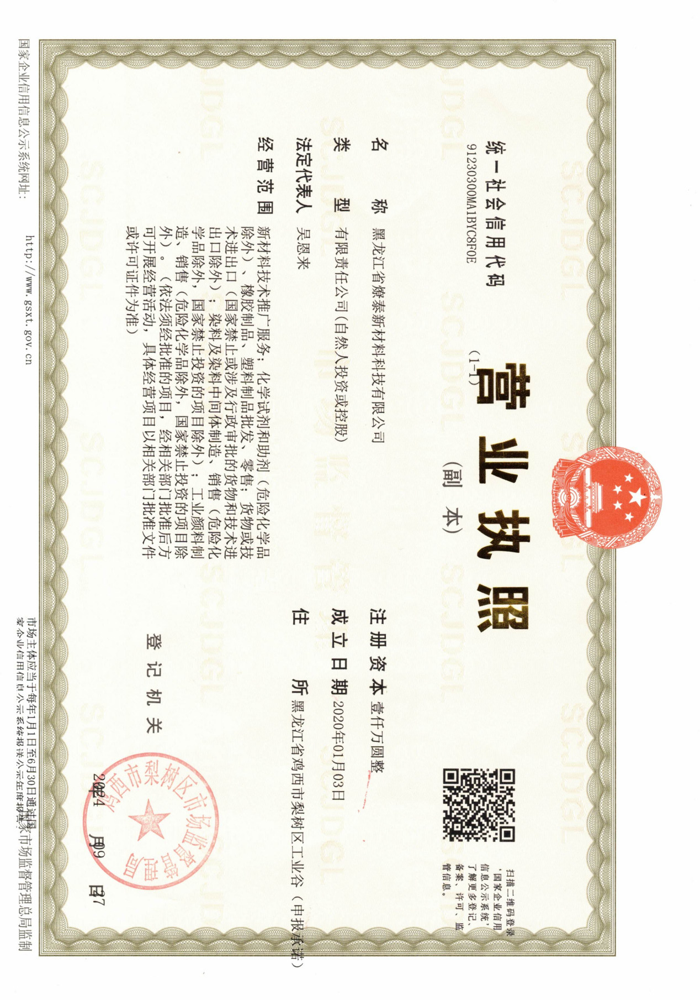 营业执照
(副本)
(1-1)
统一社会信用代码
91230300MA1BYC8F0E
扫描二维码登录
‘国家企业信用
信息公示系统’
了解更多登记、
备案、许可、监
管信息。
名称 黑龙江省燎泰新材料科技有限公司
类型 有限责任公司(自然人投资或控股)
法定代表人 吴恩来
经营范围 新材料技术推广服务；化学试剂和助剂（危险化学品
除外）、橡胶制品、塑料制品批发、零售；货物或技
术进出口（国家禁止或涉及行政审批的货物和技术进
出口除外）；染料及染料中间体制造、销售（危险化
学品除外，国家禁止投资的项目除外）；工业颜料制
造、销售（危险化学品除外，国家禁止投资的项目除
外）。（依法须经批准的项目，经相关部门批准后方
可开展经营活动，具体经营项目以相关部门批准文件
或许可证件为准）
注册资本 壹仟万圆整
成立日期 2020年01月03日
住所 黑龙江省鸡西市梨树区工业谷（申报承诺）
登记机关
鸡西市梨树区市场监督管理局
2024年09月27日
国家企业信用信息公示系统网址：
http://www.gsxt.gov.cn
市场主体应当于每年1月1日至6月30日通过国
家企业信用信息公示系统报送公示年度报告。
国家市场监督管理总局监制
SCJDGL
市场监督管理